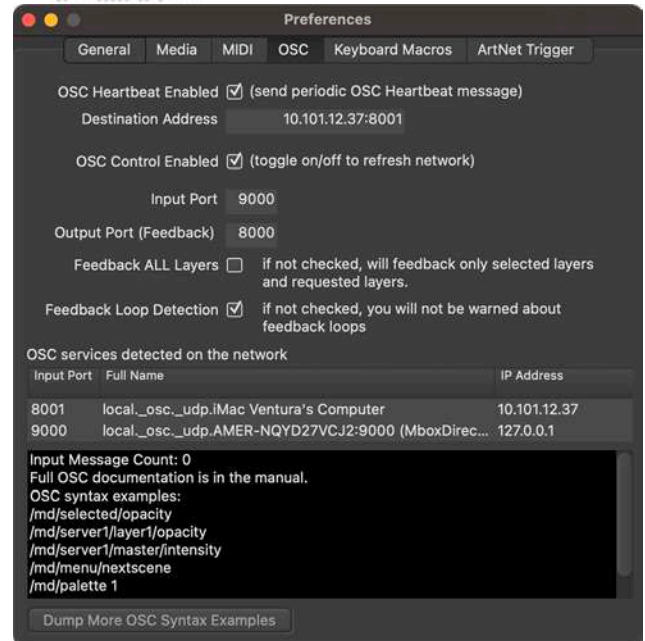 Preferences
General Media MIDI OSC Keyboard Macros ArtNet Trigger
OSC Heartbeat Enabled (send periodic OSC Heartbeat message)
Destination Address 10.101.12.37:8001
OSC Control Enabled (toggle on/off to refresh network)
Input Port 9000
Output Port (Feedback) 8000
Feedback ALL Layers if not checked, will feedback only selected layers
and requested layers.
Feedback Loop Detection if not checked, you will not be warned about
feedback loops
OSC services detected on the network
Input Port Full Name IP Address
8001 local._osc._udp.iMac Ventura's Computer 10.101.12.37
9000 local._osc._udp.AMER-NQYD27VCJ2:9000 (MboxDirec... 127.0.0.1
Input Message Count: 0
Full OSC documentation is in the manual.
OSC syntax examples:
/md/selected/opacity
/md/server1/layer1/opacity
/md/server1/master/intensity
/md/menu/nextscene
/md/palette 1
Dump More OSC Syntax Examples